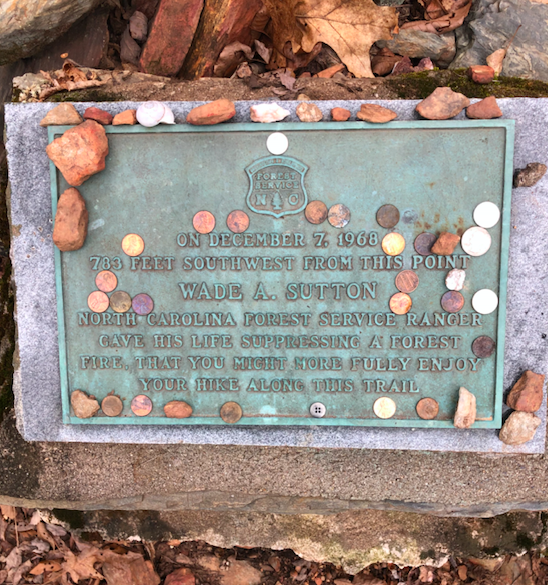 FOREST
SERVICE
N C
ON DECEMBER 7, 1968
783 FEET SOUTHWEST FROM THIS POINT
WADE A. SUTTON
NORTH CAROLINA FOREST SERVICE RANGER
GAVE HIS LIFE SUPPRESSING A FOREST
FIRE, THAT YOU MIGHT MORE FULLY ENJOY
YOUR HIKE ALONG THIS TRAIL